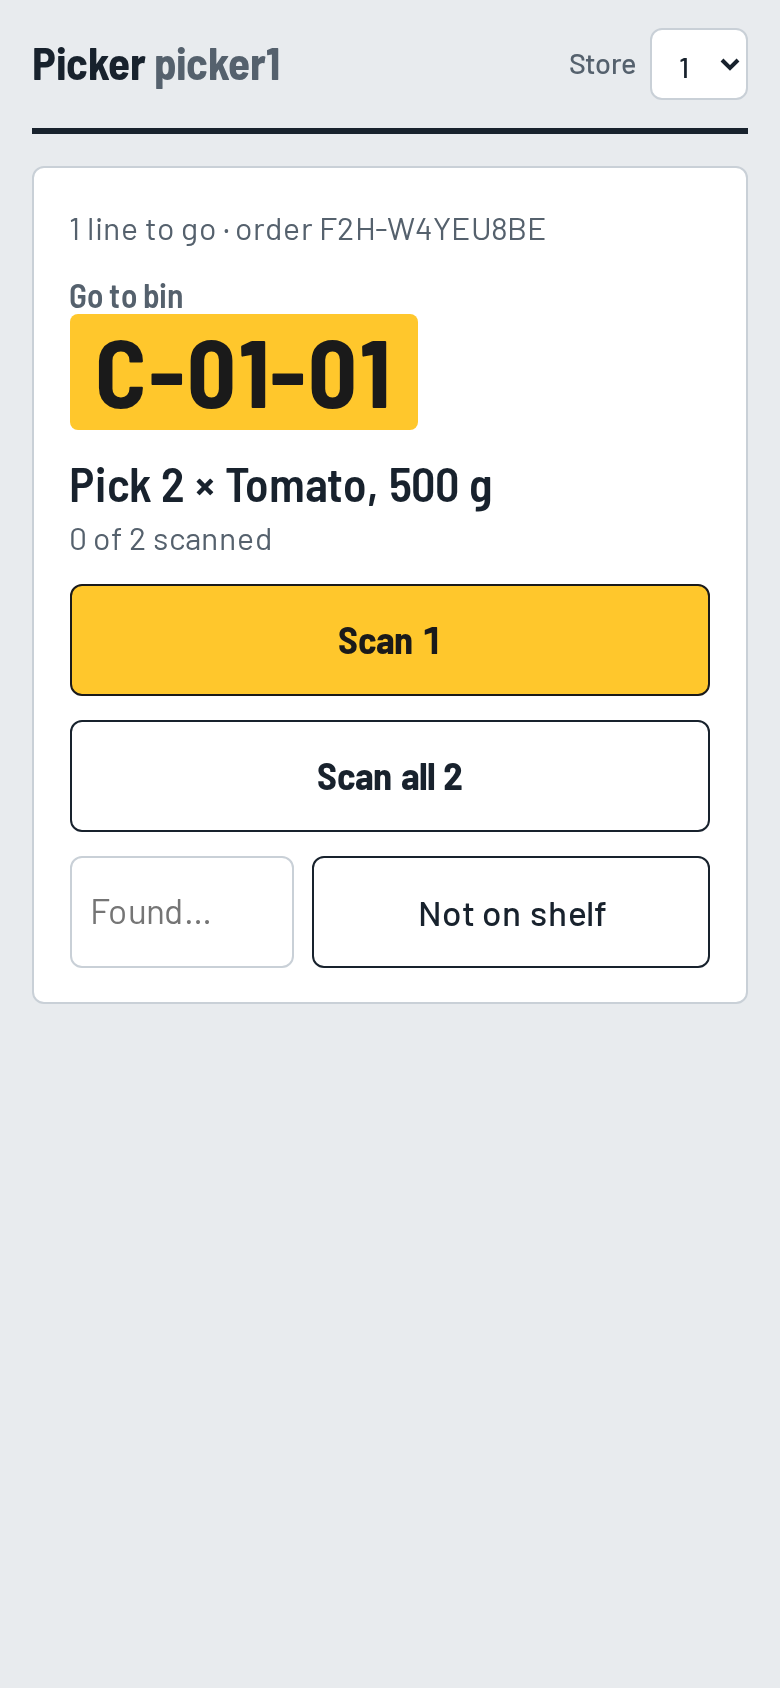 Picker picker1
Store 1
1 line to go · order F2H-W4YEU8BE
Go to bin
C-01-01
Pick 2 × Tomato, 500 g
0 of 2 scanned
Scan 1
Scan all 2
Found...
Not on shelf